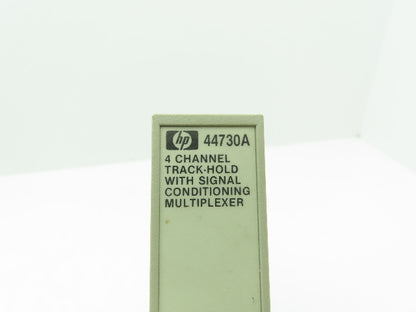 hp 44730A
4 CHANNEL
TRACK-HOLD
WITH SIGNAL
CONDITIONING
MULTIPLEXER